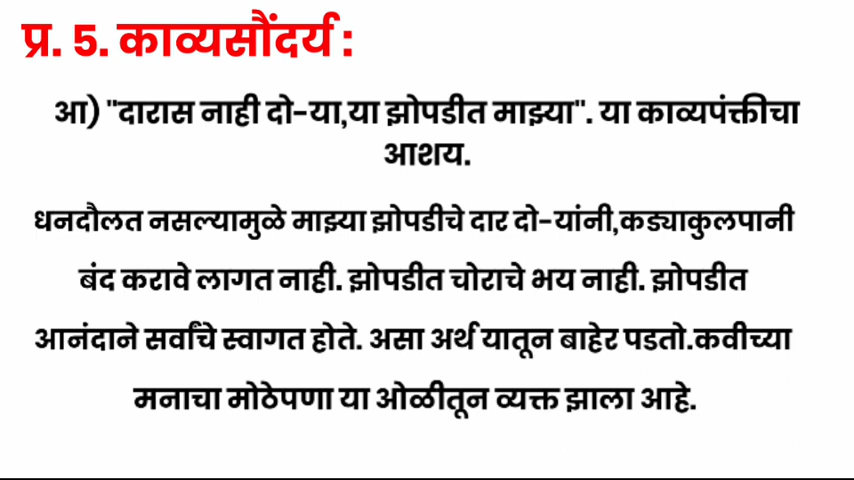 प्र. 5. काव्यसौंदर्य :
आ) "दारास नाही दो-या,या झोपडीत माझ्या". या काव्यपंक्तीचा
आशय.
धनदौलत नसल्यामुळे माझ्या झोपडीचे दार दो-यांनी,कड्याकुलपानी
बंद करावे लागत नाही. झोपडीत चोराचे भय नाही. झोपडीत
आनंदाने सर्वांचे स्वागत होते. असा अर्थ यातून बाहेर पडतो.कवीच्या
मनाचा मोठेपणा या ओळीतून व्यक्त झाला आहे.